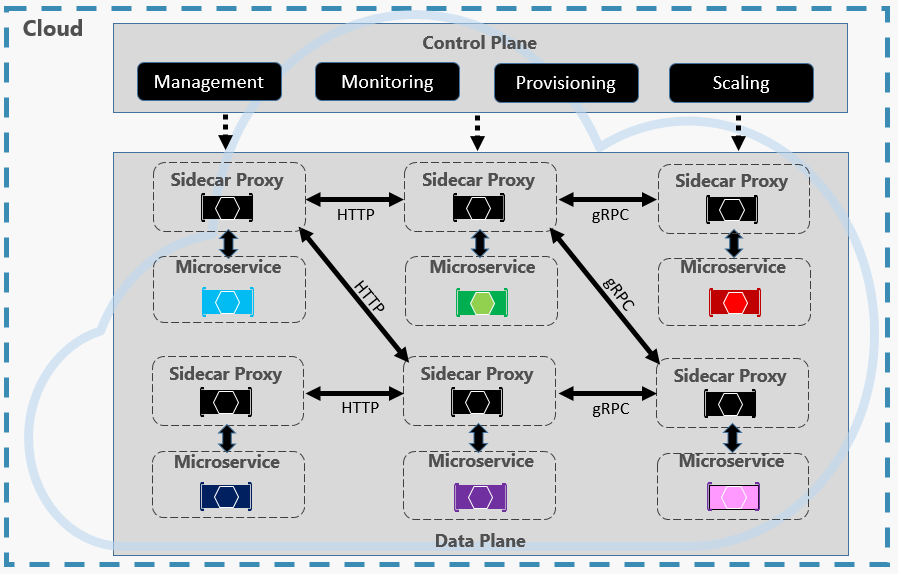 Cloud
Control Plane
Management
Monitoring
Provisioning
Scaling
Sidecar Proxy
Sidecar Proxy
Sidecar Proxy
HTTP
gRPC
Microservice
Microservice
Microservice
HTTP
gRPC
Sidecar Proxy
Sidecar Proxy
Sidecar Proxy
HTTP
gRPC
Microservice
Microservice
Microservice
Data Plane